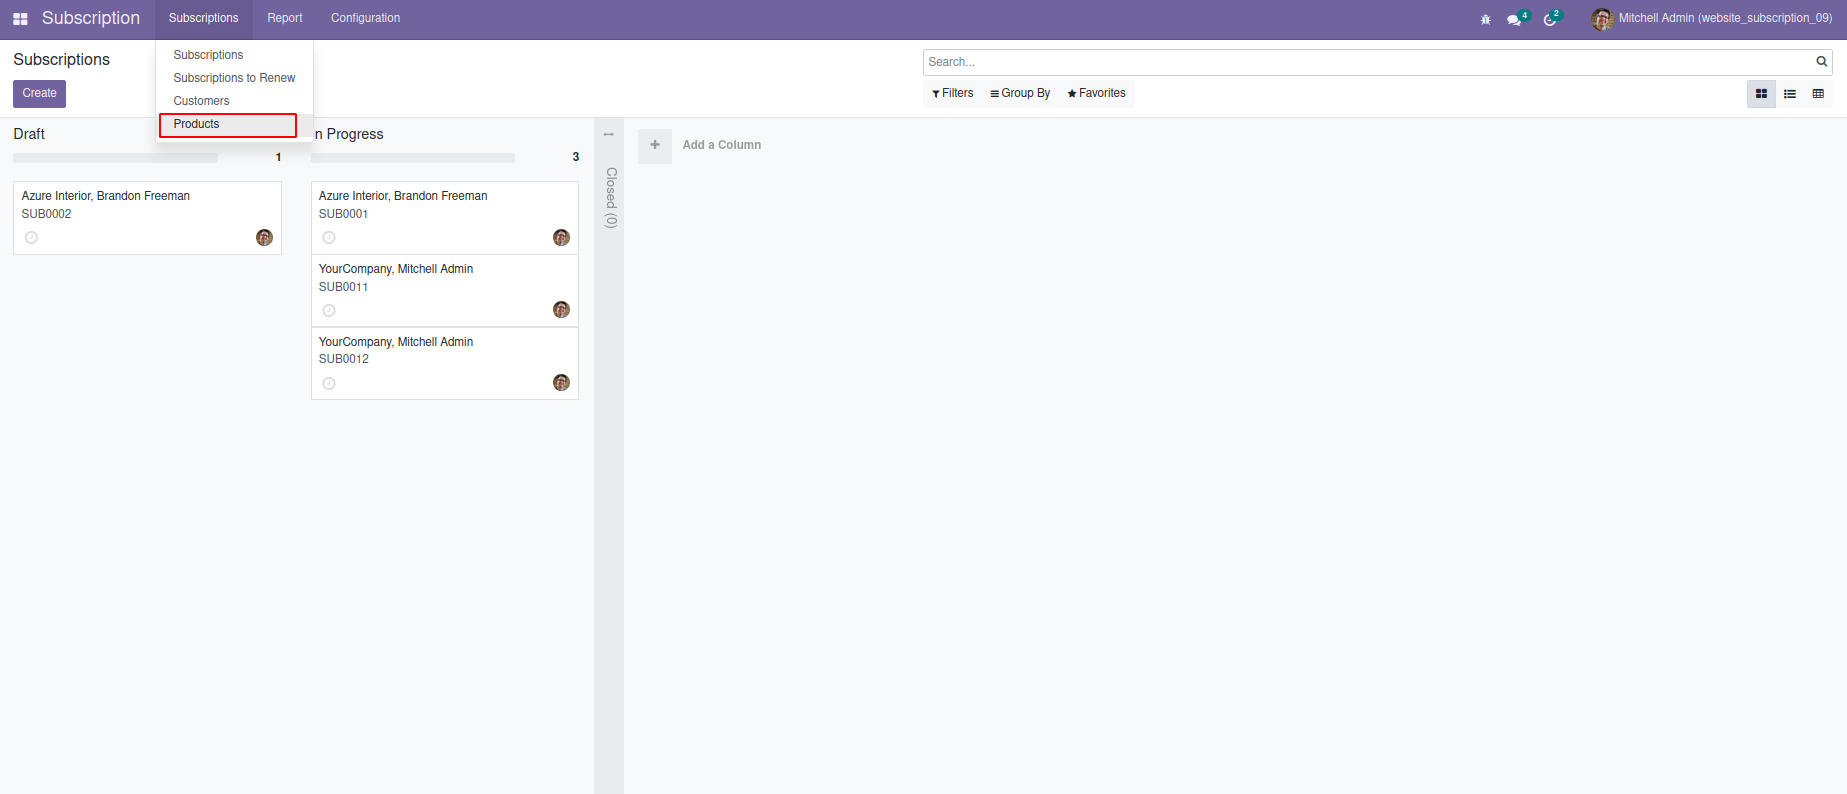 Subscription
Subscriptions
Report
Configuration
4
2
Mitchell Admin (website_subscription_09)
Subscriptions
Create
Subscriptions
Subscriptions to Renew
Customers
Products
Search...
Filters
Group By
Favorites
Draft
1
Azure Interior, Brandon Freeman
SUB0002
n Progress
3
Azure Interior, Brandon Freeman
SUB0001
YourCompany, Mitchell Admin
SUB0011
YourCompany, Mitchell Admin
SUB0012
Closed (0)
Add a Column